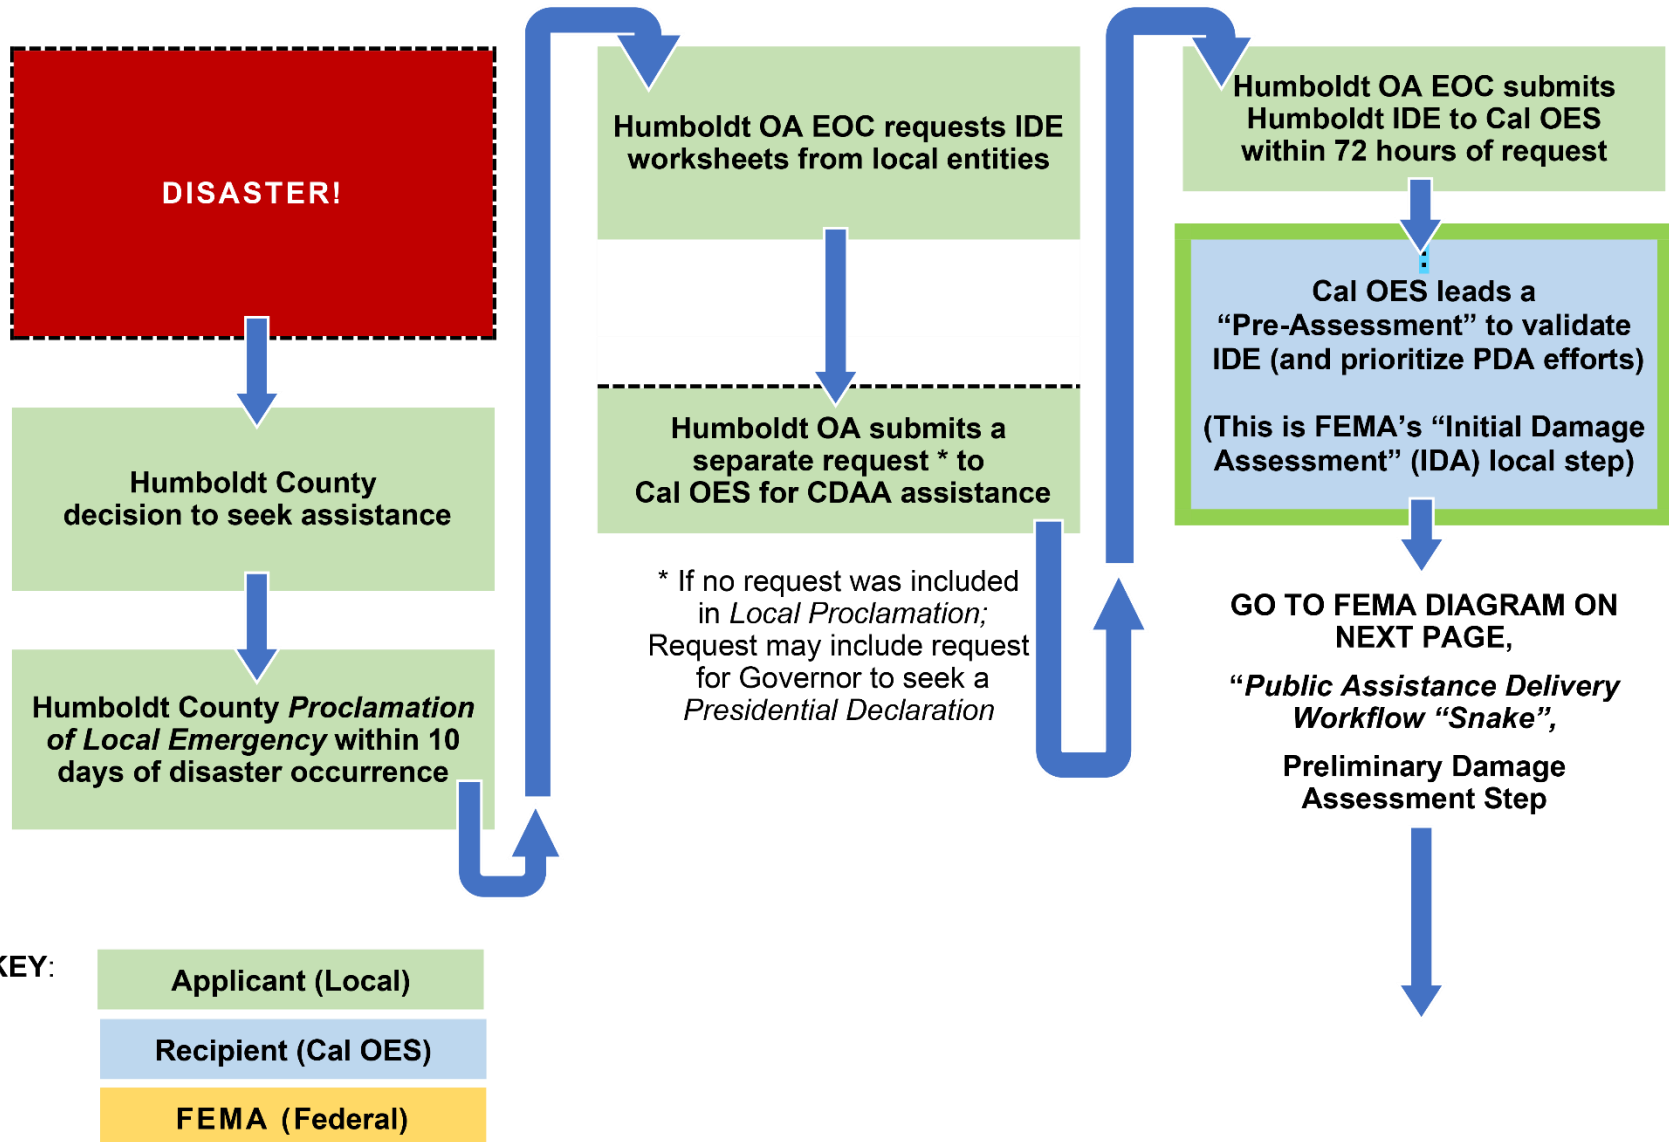 DISASTER!
Humboldt County
decision to seek assistance
Humboldt County Proclamation
of Local Emergency within 10
days of disaster occurrence
Humboldt OA EOC requests IDE
worksheets from local entities
Humboldt OA submits a
separate request * to
Cal OES for CDAA assistance
* If no request was included
in Local Proclamation;
Request may include request
for Governor to seek a
Presidential Declaration
Humboldt OA EOC submits
Humboldt IDE to Cal OES
within 72 hours of request
:
Cal OES leads a
“Pre-Assessment” to validate
IDE (and prioritize PDA efforts)
(This is FEMA’s “Initial Damage
Assessment” (IDA) local step)
GO TO FEMA DIAGRAM ON
NEXT PAGE,
“Public Assistance Delivery
Workflow “Snake”,
Preliminary Damage
Assessment Step
KEY:
Applicant (Local)
Recipient (Cal OES)
FEMA (Federal)